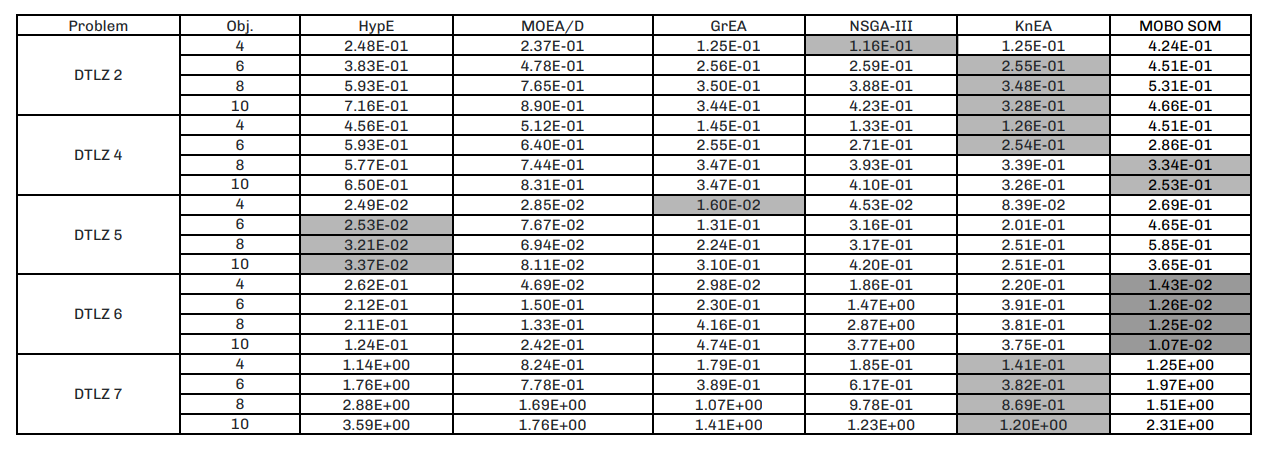 Problem Obj. HypE MOEA/D GrEA NSGA-III KnEA MOBO SOM
DTLZ 2
4 2.48E-01 2.37E-01 1.25E-01 1.16E-01 1.25E-01 4.24E-01
6 3.83E-01 4.78E-01 2.56E-01 2.59E-01 2.55E-01 4.51E-01
8 5.93E-01 7.65E-01 3.50E-01 3.88E-01 3.48E-01 5.31E-01
10 7.16E-01 8.90E-01 3.44E-01 4.23E-01 3.28E-01 4.66E-01
DTLZ 4
4 4.56E-01 5.12E-01 1.45E-01 1.33E-01 1.26E-01 4.51E-01
6 5.93E-01 6.40E-01 2.55E-01 2.71E-01 2.54E-01 2.86E-01
8 5.77E-01 7.44E-01 3.47E-01 3.93E-01 3.39E-01 3.34E-01
10 6.50E-01 8.31E-01 3.47E-01 4.10E-01 3.26E-01 2.53E-01
DTLZ 5
4 2.49E-02 2.85E-02 1.60E-02 4.53E-02 8.39E-02 2.69E-01
6 2.53E-02 7.67E-02 1.31E-01 3.16E-01 2.01E-01 4.65E-01
8 3.21E-02 6.94E-02 2.24E-01 3.17E-01 2.51E-01 5.85E-01
10 3.37E-02 8.11E-02 3.10E-01 4.20E-01 2.51E-01 3.65E-01
DTLZ 6
4 2.62E-01 4.69E-02 2.98E-02 1.86E-01 2.20E-01 1.43E-02
6 2.12E-01 1.50E-01 2.30E-01 1.47E+00 3.91E-01 1.26E-02
8 2.11E-01 1.33E-01 4.16E-01 2.87E+00 3.81E-01 1.25E-02
10 1.24E-01 2.42E-01 4.74E-01 3.77E+00 3.75E-01 1.07E-02
DTLZ 7
4 1.14E+00 8.24E-01 1.79E-01 1.85E-01 1.41E-01 1.25E+00
6 1.76E+00 7.78E-01 3.89E-01 6.17E-01 3.82E-01 1.97E+00
8 2.88E+00 1.69E+00 1.07E+00 9.78E-01 8.69E-01 1.51E+00
10 3.59E+00 1.76E+00 1.41E+00 1.23E+00 1.20E+00 2.31E+00